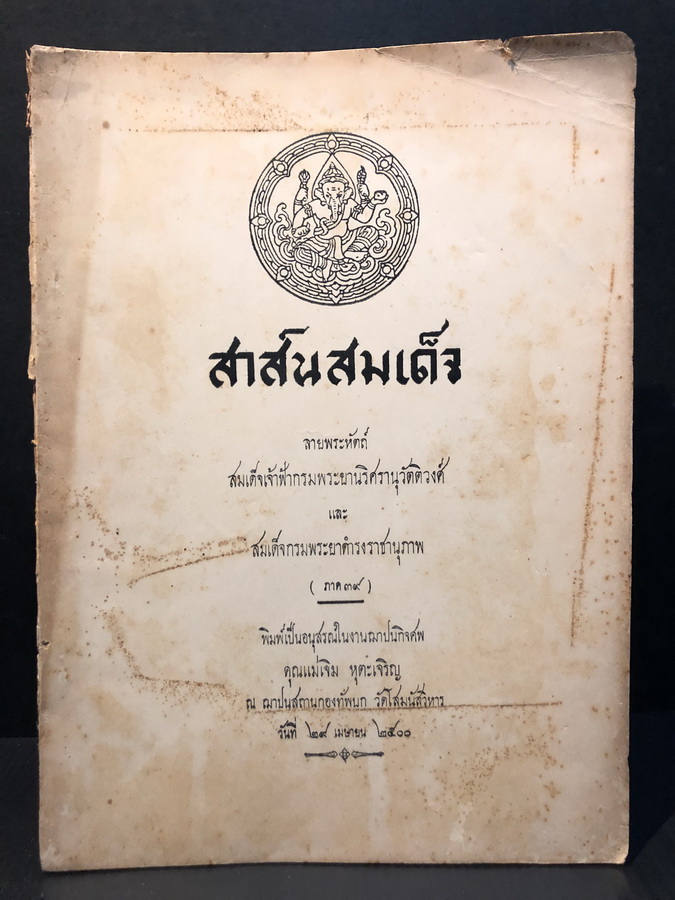 สาส์นสมเด็จ
ลายพระหัตถ์
สมเด็จเจ้าฟ้ากรมพระยานริศรานุวัดติวงศ์
และ
สมเด็จกรมพระยาดำรงราชานุภาพ
( ภาค ๓๙ )
พิมพ์เป็นอนุสรณ์ในงานฌาปนกิจศพ
คุณแม่เจิม หุตะเจริญ
ณ ฌาปนสถานกองทัพบก วัดโสมนัสวิหาร
วันที่ ๒๙ เมษายน ๒๕๐๐